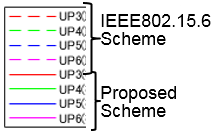 UP3(
UP4(
UP5(
UP6(
UP3(
UP4(
UP5(
UP6(
IEEE802.15.6
Scheme
Proposed
Scheme